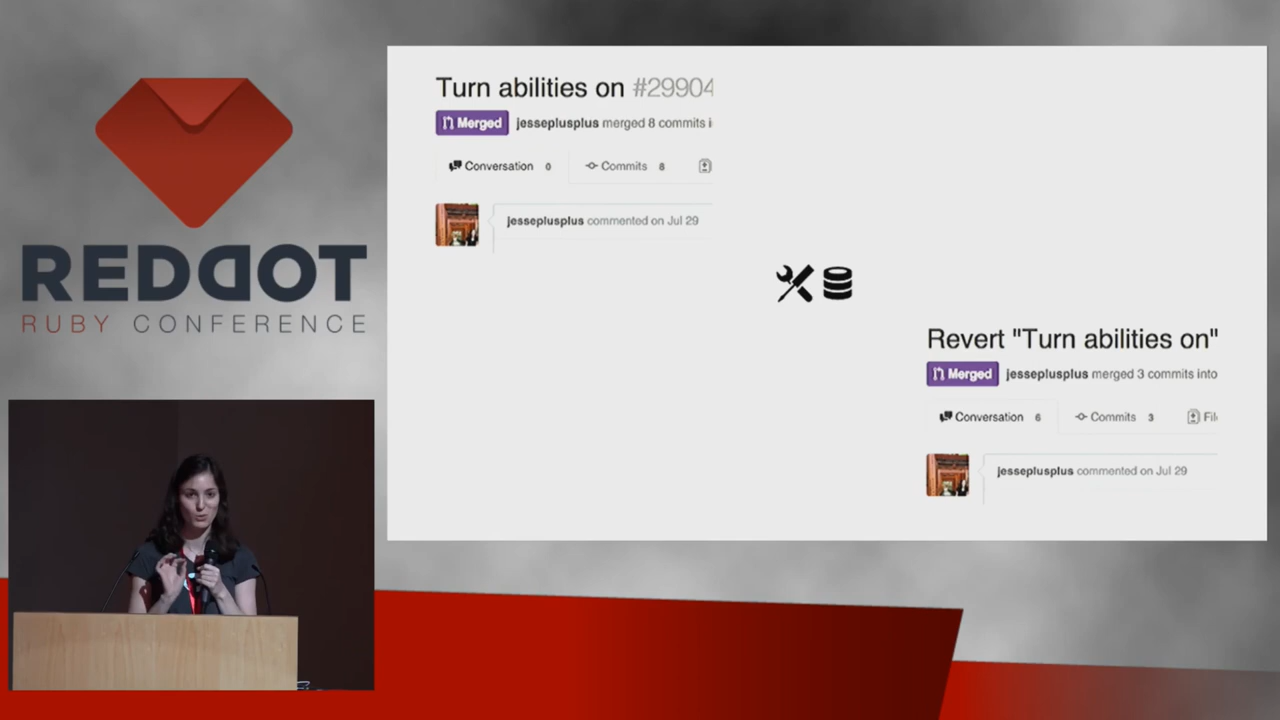 REDDOT
RUBY CONFERENCE
Turn abilities on #29904
Merged jesseplusplus merged 8 commits i
Conversation 0 Commits 8
jesseplusplus commented on Jul 29
Revert "Turn abilities on"
Merged jesseplusplus merged 3 commits into
Conversation 6 Commits 3 Fil
jesseplusplus commented on Jul 29